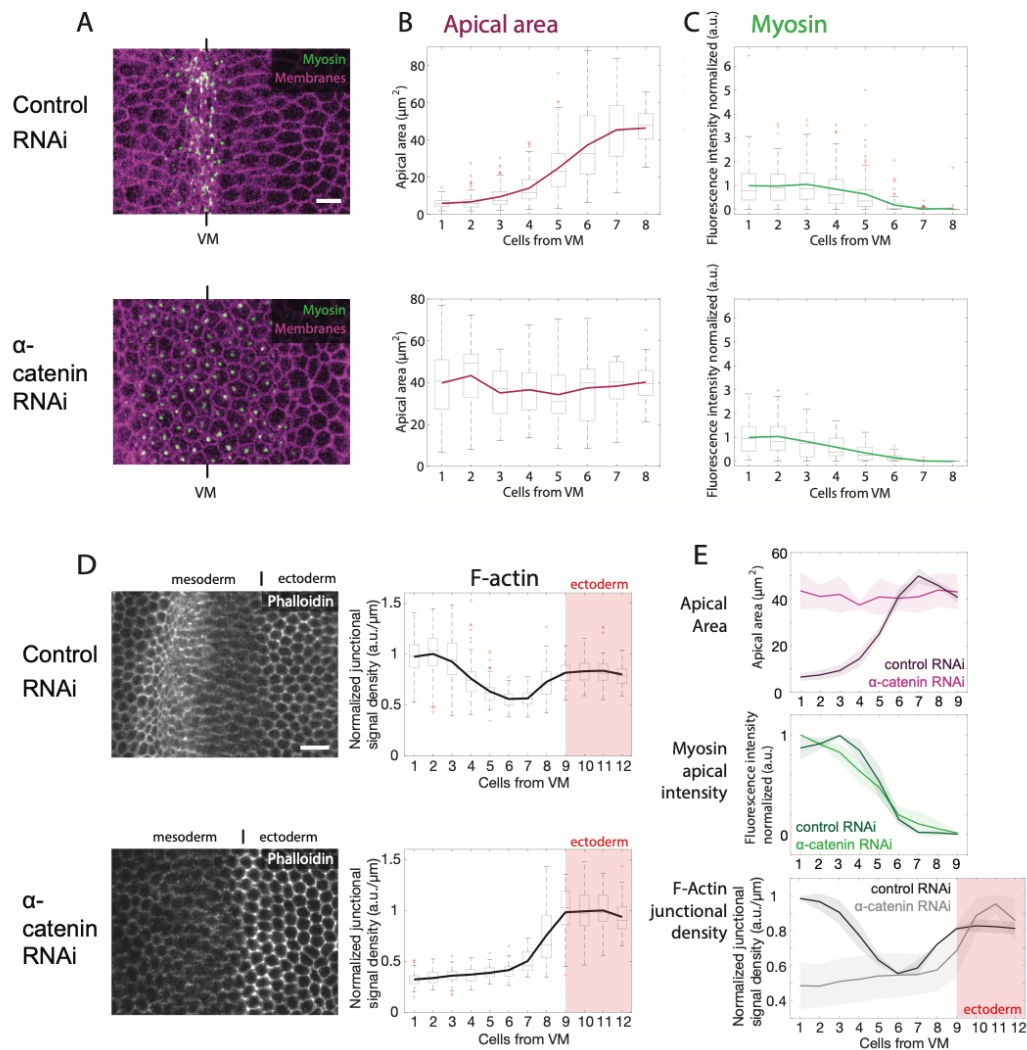 A
Control
RNAi
Myosin
Membranes
VM
B
Apical area
Apical area (µm²)
80
60
40
20
0
1 2 3 4 5 6 7 8
Cells from VM
C
Myosin
Fluorescence intensity normalized (a.u.)
6
5
4
3
2
1
0
1 2 3 4 5 6 7 8
Cells from VM
α-
catenin
RNAi
Myosin
Membranes
VM
Apical area (µm²)
80
60
40
20
0
1 2 3 4 5 6 7 8
Cells from VM
Fluorescence intensity normalized (a.u.)
6
5
4
3
2
1
0
1 2 3 4 5 6 7 8
Cells from VM
D
mesoderm | ectoderm
Phalloidin
Control
RNAi
F-actin
ectoderm
Normalized junctional
signal density (a.u./µm)
1.5
1
0.5
0
1 2 3 4 5 6 7 8 9 10 11 12
Cells from VM
mesoderm | ectoderm
Phalloidin
α-
catenin
RNAi
Normalized junctional
signal density (a.u./µm)
1.5
1
0.5
0
1 2 3 4 5 6 7 8 9 10 11 12
Cells from VM
E
Apical
Area
Apical area (µm²)
60
40
20
0
control RNAi
α-catenin RNAi
1 2 3 4 5 6 7 8 9
Myosin
apical
intensity
Fluorescence intensity
normalized (a.u.)
1
0
control RNAi
α-catenin RNAi
1 2 3 4 5 6 7 9
F-Actin
junctional
density
Normalized junctional
signal density (a.u./µm)
1
0.8
0.6
0.4
control RNAi
α-catenin RNAi
ectoderm
1 2 3 4 5 6 7 8 9 10 11 12
Cells from VM